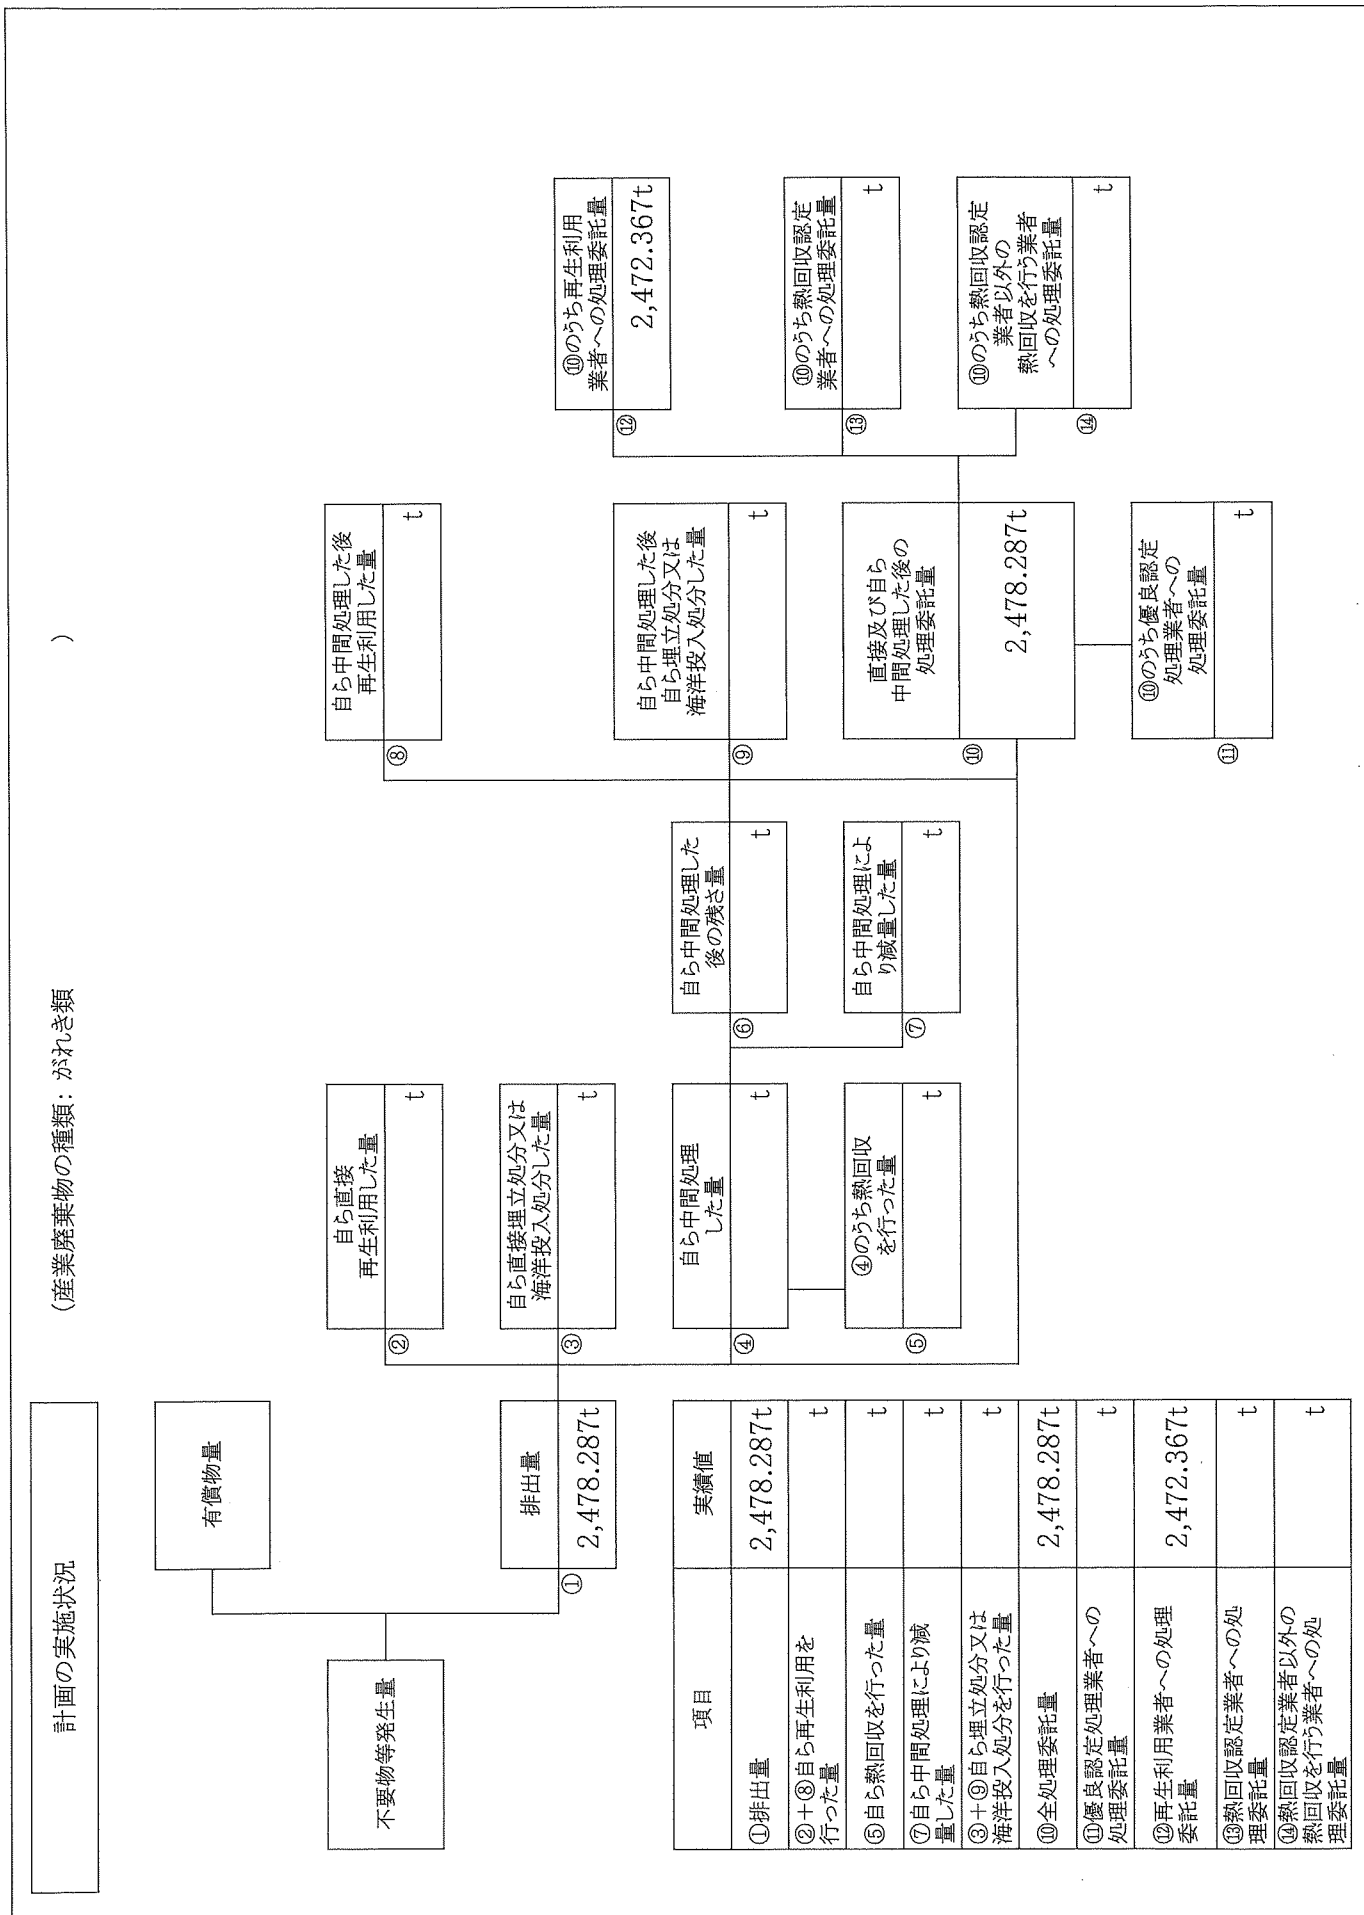 計画の実施状況
(産業廃棄物の種類: がれき類 )
有償物量
不要物等発生量
①
排出量
2,478.287t
②
自ら直接
再生利用した量
t
③
自ら直接埋立処分又は
海洋投入処分した量
t
④
自ら中間処理
した量
t
⑤
④のうち熱回収
を行った量
t
⑥
自ら中間処理した
後の残さ量
t
⑦
自ら中間処理によ
り減量した量
t
⑧
自ら中間処理した後
再生利用した量
t
⑨
自ら中間処理した後
自ら埋立処分又は
海洋投入処分した量
t
⑩
直接及び自ら
中間処理した後の
処理委託量
2,478.287t
⑪
⑩のうち優良認定
処理業者への
処理委託量
t
⑫
⑩のうち再生利用
業者への処理委託量
2,472.367t
⑬
⑩のうち熱回収認定
業者への処理委託量
t
⑭
⑩のうち熱回収認定
業者以外の
熱回収を行う業者
への処理委託量
t
項目 実績値
①排出量 2,478.287t
②+⑧自ら再生利用を
行った量 t
⑤自ら熱回収を行った量 t
⑦自ら中間処理により減
量した量 t
③+⑨自ら埋立処分又は
海洋投入処分を行った量 t
⑩全処理委託量 2,478.287t
⑪優良認定処理業者への
処理委託量 t
⑫再生利用業者への処理
委託量 2,472.367t
⑬熱回収認定業者への処
理委託量 t
⑭熱回収認定業者以外の
熱回収を行う業者への処
理委託量 t